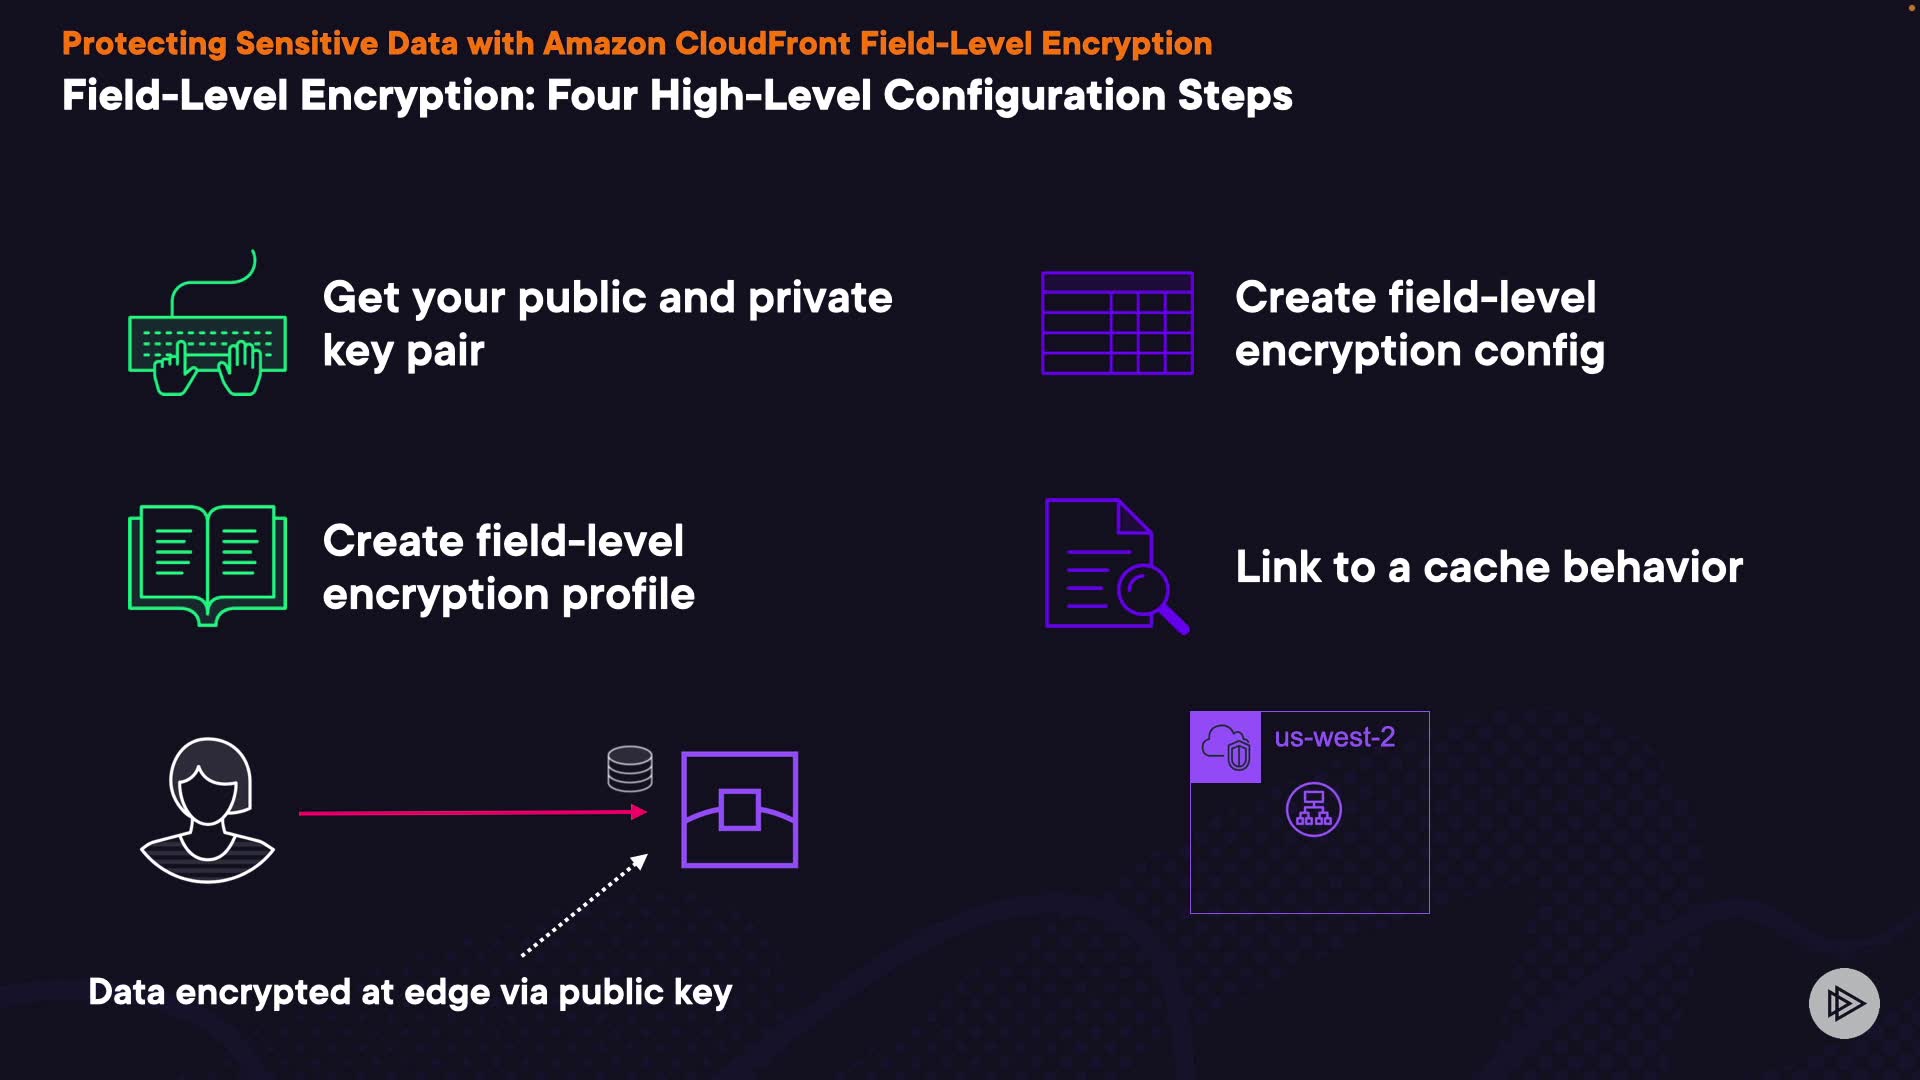 Protecting Sensitive Data with Amazon CloudFront Field-Level Encryption
Field-Level Encryption: Four High-Level Configuration Steps
Get your public and private
key pair
Create field-level
encryption profile
Create field-level
encryption config
Link to a cache behavior
us-west-2
Data encrypted at edge via public key